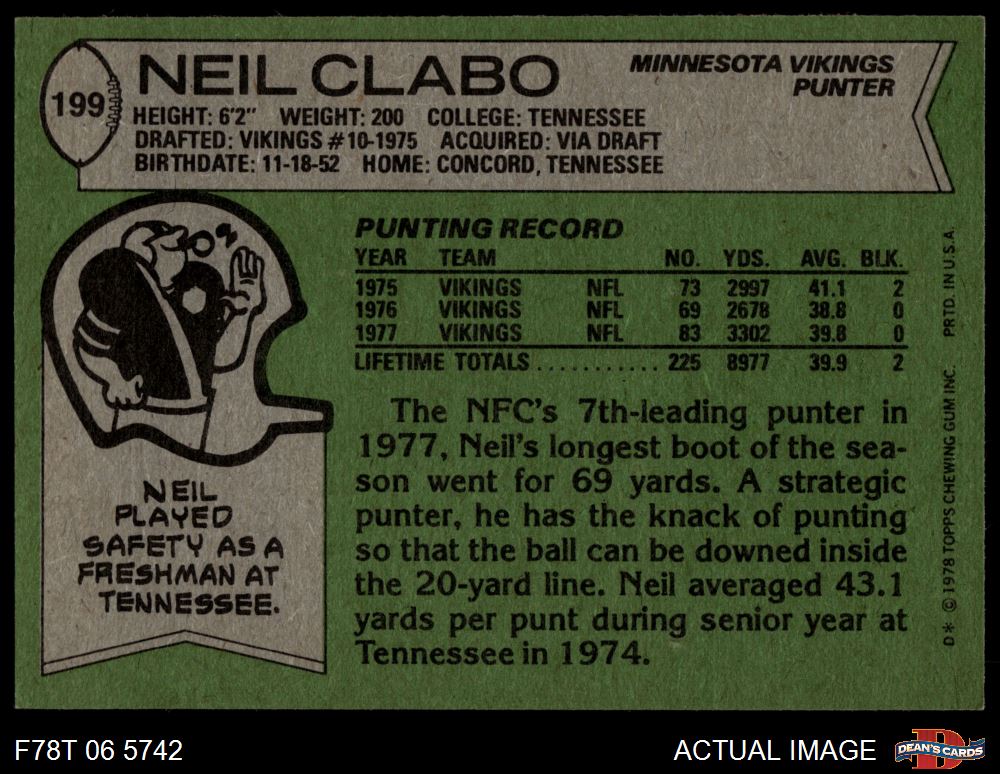 199
NEIL CLABO
MINNESOTA VIKINGS
PUNTER
HEIGHT: 6'2" WEIGHT: 200 COLLEGE: TENNESSEE
DRAFTED: VIKINGS #10-1975 ACQUIRED: VIA DRAFT
BIRTHDATE: 11-18-52 HOME: CONCORD, TENNESSEE
PUNTING RECORD
YEAR TEAM NO. YDS. AVG. BLK.
1975 VIKINGS NFL 73 2997 41.1 2
1976 VIKINGS NFL 69 2678 38.8 0
1977 VIKINGS NFL 83 3302 39.8 0
LIFETIME TOTALS........... 225 8977 39.9 2
The NFC's 7th-leading punter in
1977, Neil's longest boot of the sea-
son went for 69 yards. A strategic
punter, he has the knack of punting
so that the ball can be downed inside
the 20-yard line. Neil averaged 43.1
yards per punt during senior year at
Tennessee in 1974.
NEIL
PLAYED
SAFETY AS A
FRESHMAN AT
TENNESSEE.
D* © 1978 TOPPS CHEWING GUM INC. PRTD. IN U.S.A.
F78T 06 5742
ACTUAL IMAGE
D
DEAN'S CARDS